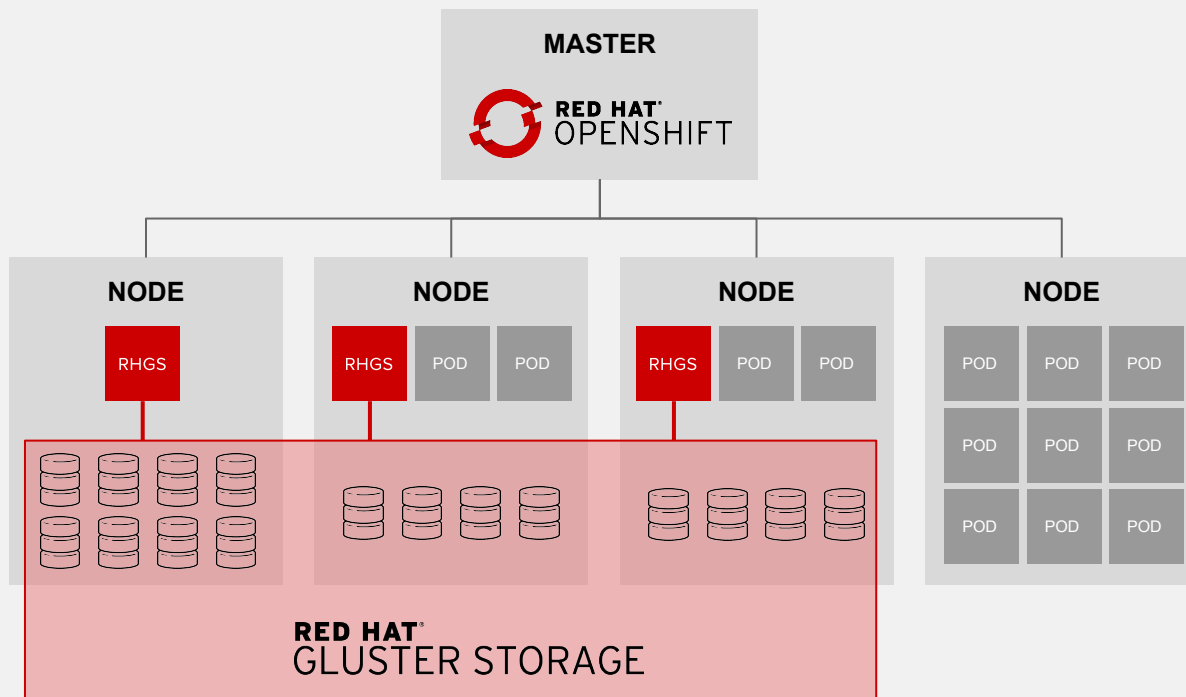 MASTER
RED HAT®
OPENSHIFT
NODE NODE NODE NODE
RHGS RHGS POD POD RHGS POD POD POD POD POD
POD POD POD
POD POD POD
RED HAT®
GLUSTER STORAGE